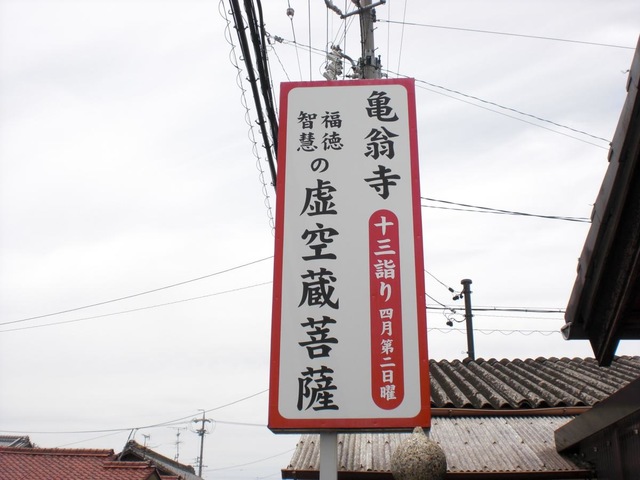 亀翁寺
十三詣り 四月第二日曜
福徳
智慧
の虚空蔵菩薩